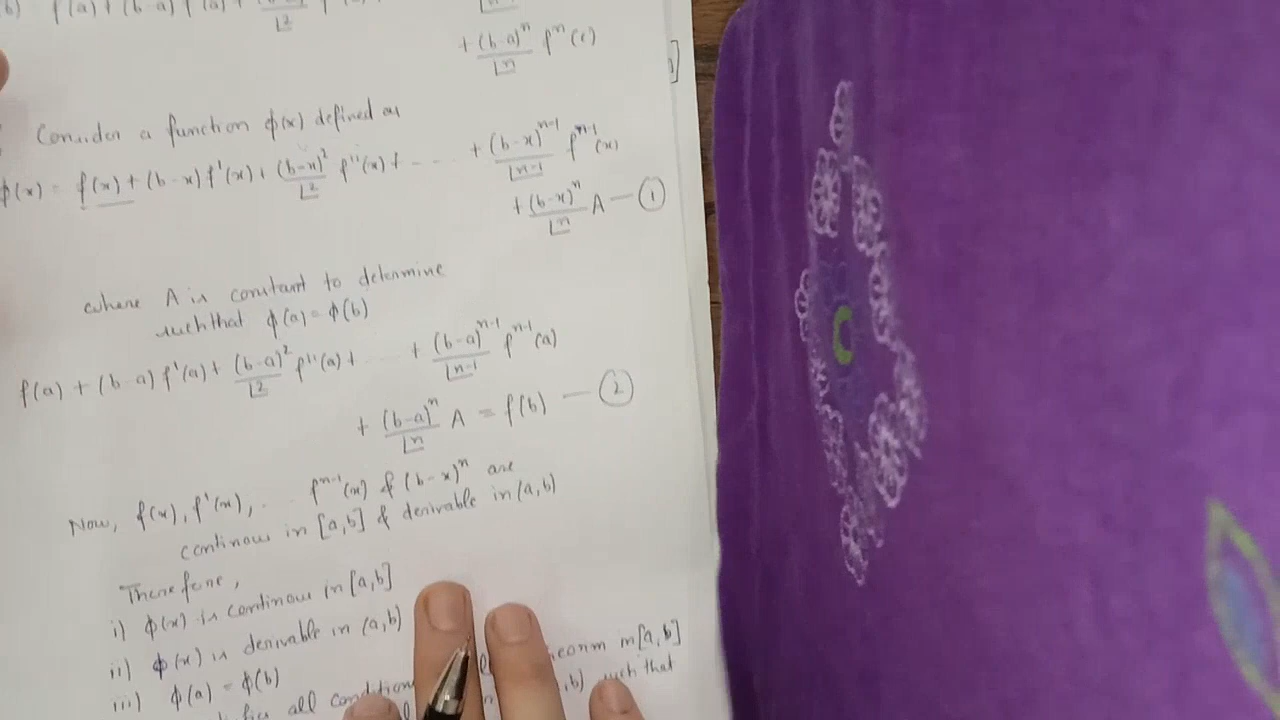 f(a) + (b-a) f'(a) +
+ (b-a)ⁿ/⌊n fⁿ(c)
]
Consider a function ϕ(x) defined as
ϕ(x) = f(x) + (b-x) f'(x) + (b-x)²/⌊2 f''(x) + ---- + (b-x)ⁿ⁻¹/⌊n-1 fⁿ⁻¹(x)
+ (b-x)ⁿ/⌊n A — ①
where A is constant to determine
such that ϕ(a) = ϕ(b)
f(a) + (b-a) f'(a) + (b-a)²/⌊2 f''(a) + ---- + (b-a)ⁿ⁻¹/⌊n-1 fⁿ⁻¹(a)
+ (b-a)ⁿ/⌊n A = f(b) — ②
Now, f(x), f'(x), --- fⁿ⁻¹(x) & (b-x)ⁿ are
continous in [a,b] & derivable in (a,b)
Therefore,
i) ϕ(x) is continous in [a,b]
ii) ϕ(x) is derivable in (a,b)
iii) ϕ(a) = ϕ(b)
in [a,b]
all condition
such that